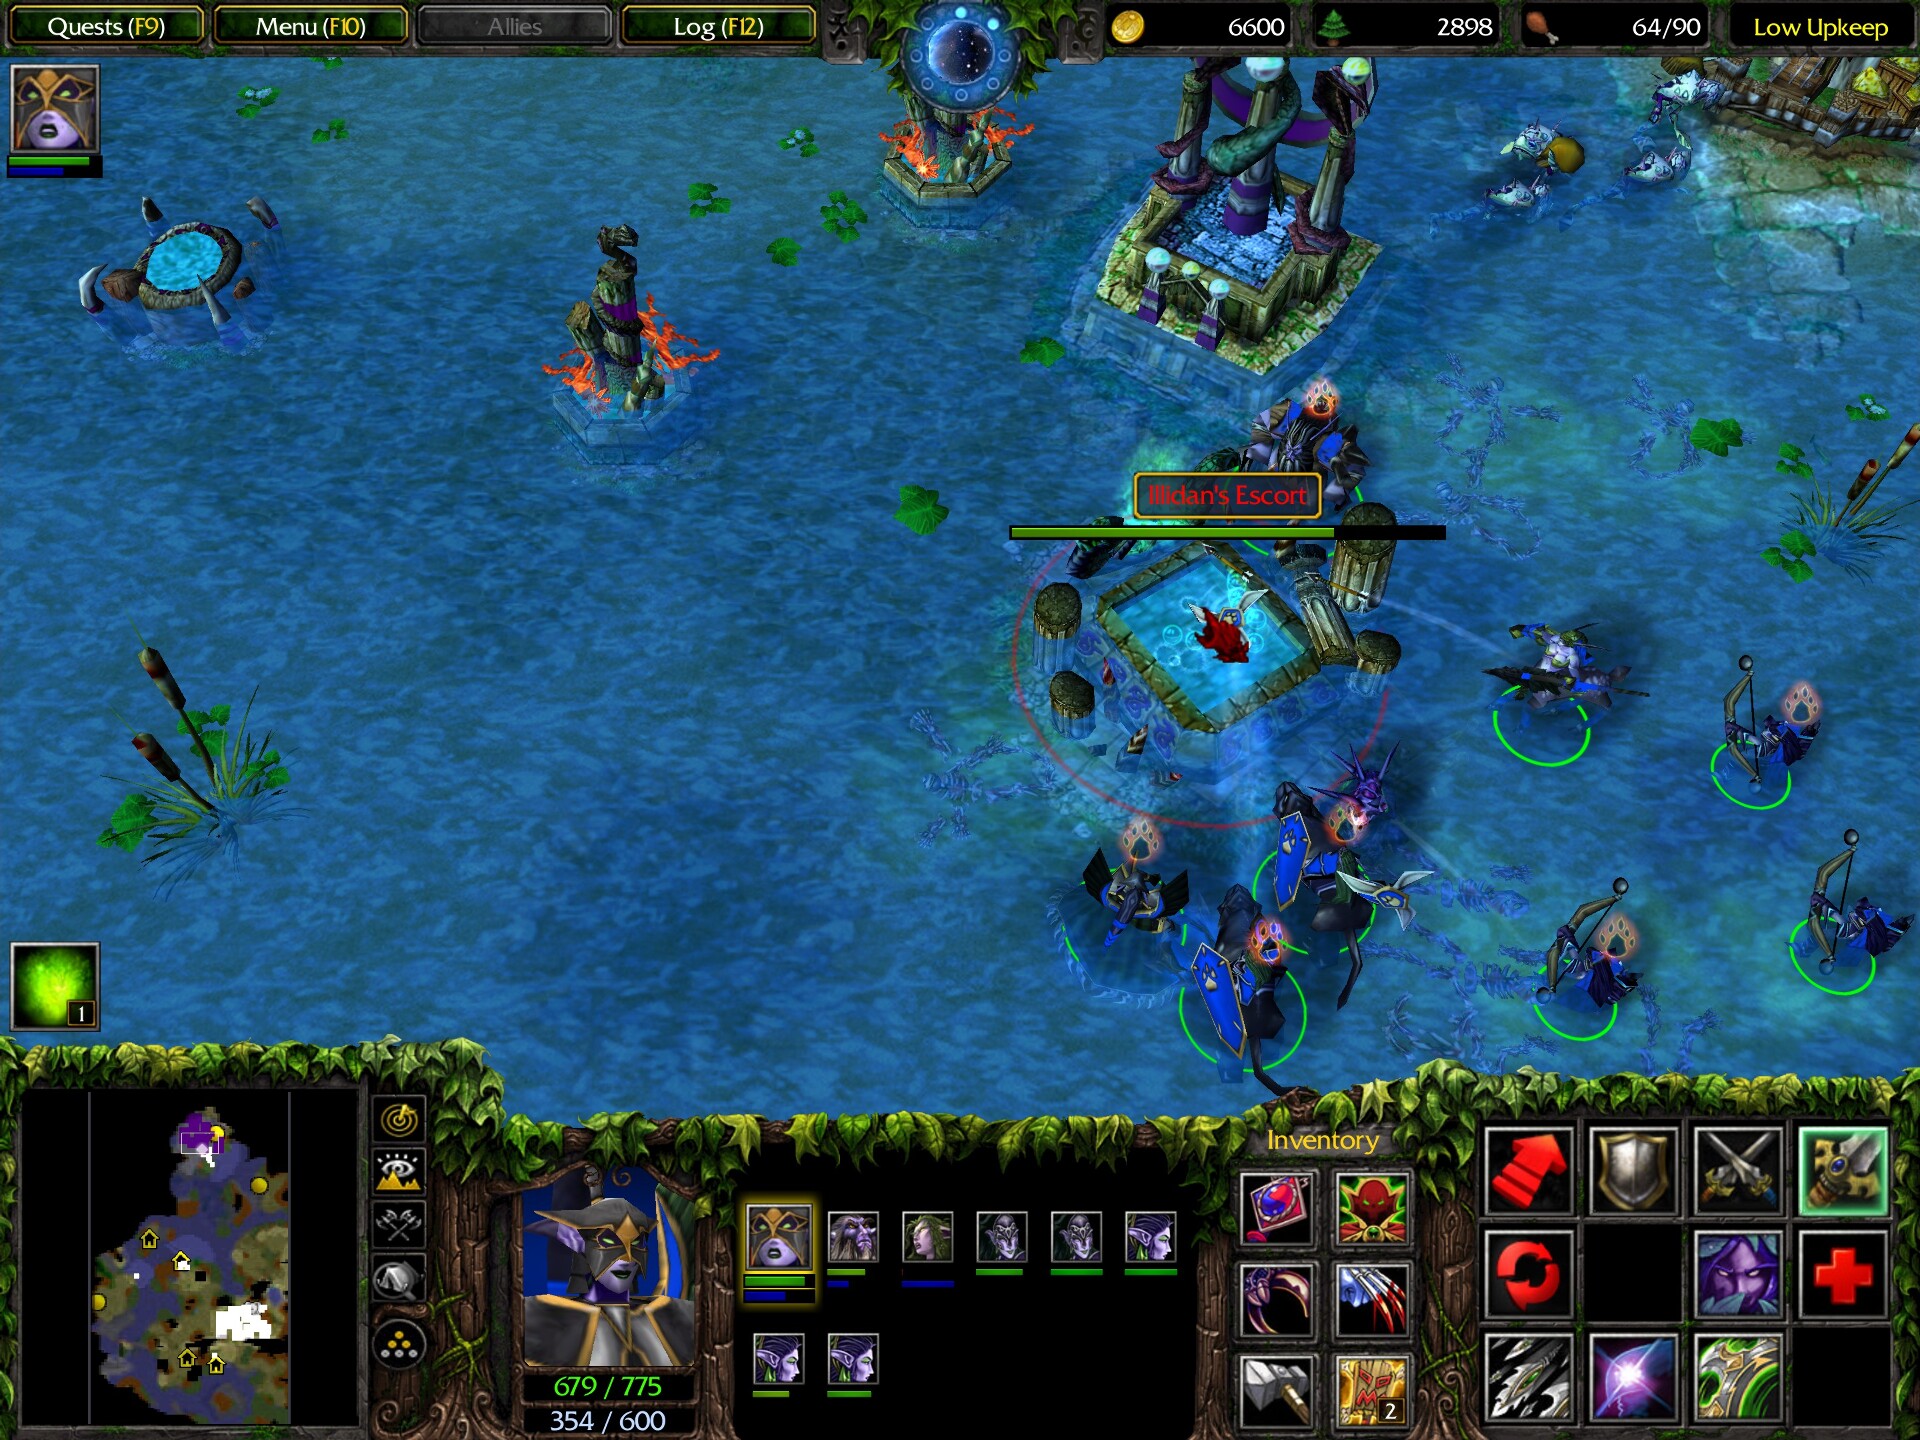 Quests (F9) Menu (F10) Allies Log (F12) 6600 2898 64/90 Low Upkeep
Illidan's Escort
1
Inventory
679 / 775
354 / 600
2